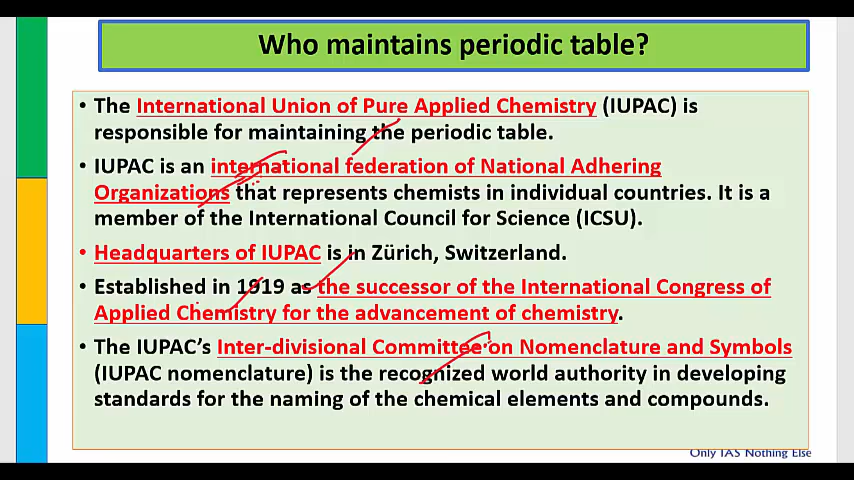 Who maintains periodic table?
• The International Union of Pure Applied Chemistry (IUPAC) is
responsible for maintaining the periodic table.
• IUPAC is an international federation of National Adhering
Organizations that represents chemists in individual countries. It is a
member of the International Council for Science (ICSU).
• Headquarters of IUPAC is in Zürich, Switzerland.
• Established in 1919 as the successor of the International Congress of
Applied Chemistry for the advancement of chemistry.
• The IUPAC’s Inter-divisional Committee on Nomenclature and Symbols
(IUPAC nomenclature) is the recognized world authority in developing
standards for the naming of the chemical elements and compounds.
Only IAS Nothing Else